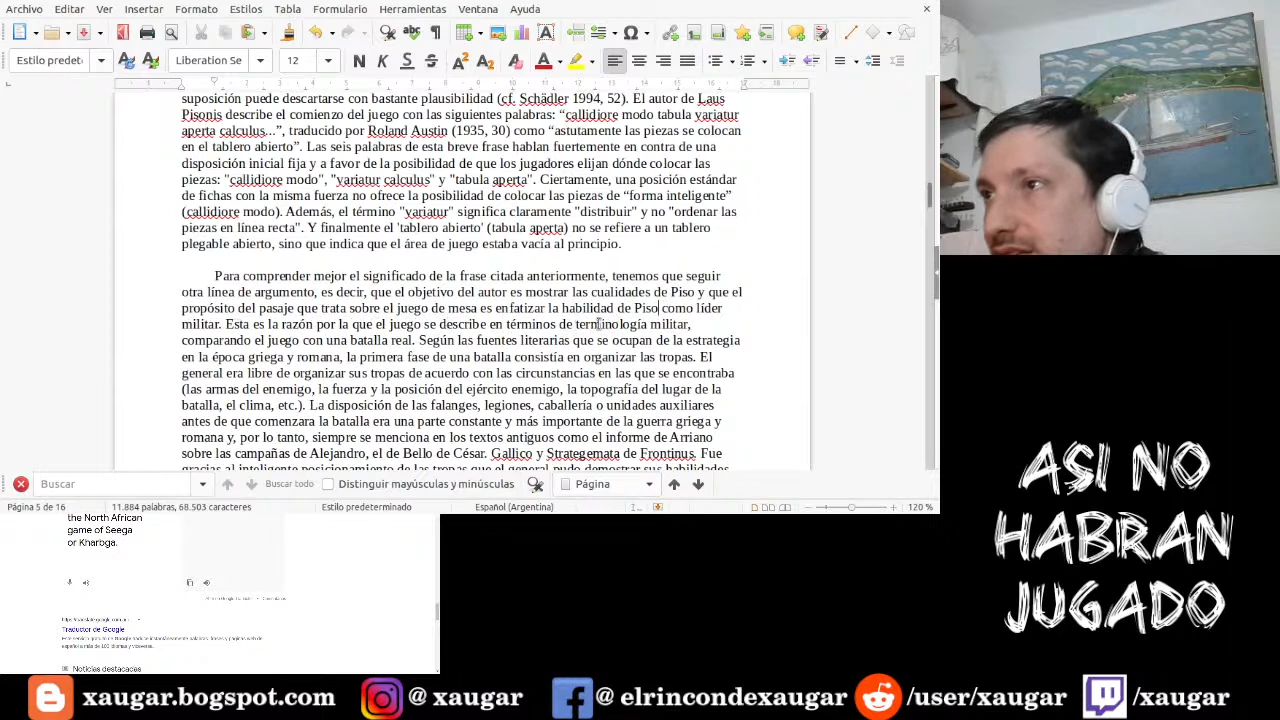 Archivo Editar Ver Insertar Formato Estilos Tabla Formulario Herramientas Ventana Ayuda
Estilo predet Liberation Se 12
suposición puede descartarse con bastante plausibilidad (cf. Schädler 1994, 52). El autor de Laus
Pisonis describe el comienzo del juego con las siguientes palabras: “callidiore modo tabula variatur
aperta calculus...”, traducido por Roland Austin (1935, 30) como “astutamente las piezas se colocan
en el tablero abierto”. Las seis palabras de esta breve frase hablan fuertemente en contra de una
disposición inicial fija y a favor de la posibilidad de que los jugadores elijan dónde colocar las
piezas: "callidiore modo", "variatur calculus" y "tabula aperta". Ciertamente, una posición estándar
de fichas con la misma fuerza no ofrece la posibilidad de colocar las piezas de “forma inteligente”
(callidiore modo). Además, el término "variatur" significa claramente "distribuir" y no "ordenar las
piezas en línea recta". Y finalmente el 'tablero abierto' (tabula aperta) no se refiere a un tablero
plegable abierto, sino que indica que el área de juego estaba vacía al principio.
Para comprender mejor el significado de la frase citada anteriormente, tenemos que seguir
otra línea de argumento, es decir, que el objetivo del autor es mostrar las cualidades de Piso y que el
propósito del pasaje que trata sobre el juego de mesa es enfatizar la habilidad de Piso como líder
militar. Esta es la razón por la que el juego se describe en términos de terminología militar,
comparando el juego con una batalla real. Según las fuentes literarias que se ocupan de la estrategia
en la época griega y romana, la primera fase de una batalla consistía en organizar las tropas. El
general era libre de organizar sus tropas de acuerdo con las circunstancias en las que se encontraba
(las armas del enemigo, la fuerza y la posición del ejército enemigo, la topografía del lugar de la
batalla, el clima, etc.). La disposición de las falanges, legiones, caballería o unidades auxiliares
antes de que comenzara la batalla era una parte constante y más importante de la guerra griega y
romana y, por lo tanto, siempre se menciona en los textos antiguos como el informe de Arriano
sobre las campañas de Alejandro, el de Bello de César. Gallico y Strategemata de Frontinus. Fue
gracias al inteligente posicionamiento de las tropas que el general pudo demostrar sus habilidades
Buscar Buscar todo Distinguir mayúsculas y minúsculas Página
Página 5 de 16 11.884 palabras, 68.503 caracteres Estilo predeterminado Español (Argentina) 120 %
the North African
game of Seega
or Kharbga.
Traductor de Google
Noticias destacadas
ASI NO
HABRAN
JUGADO
xaugar.bogspot.com @ xaugar @ elrincondexaugar /user/xaugar /xaugar